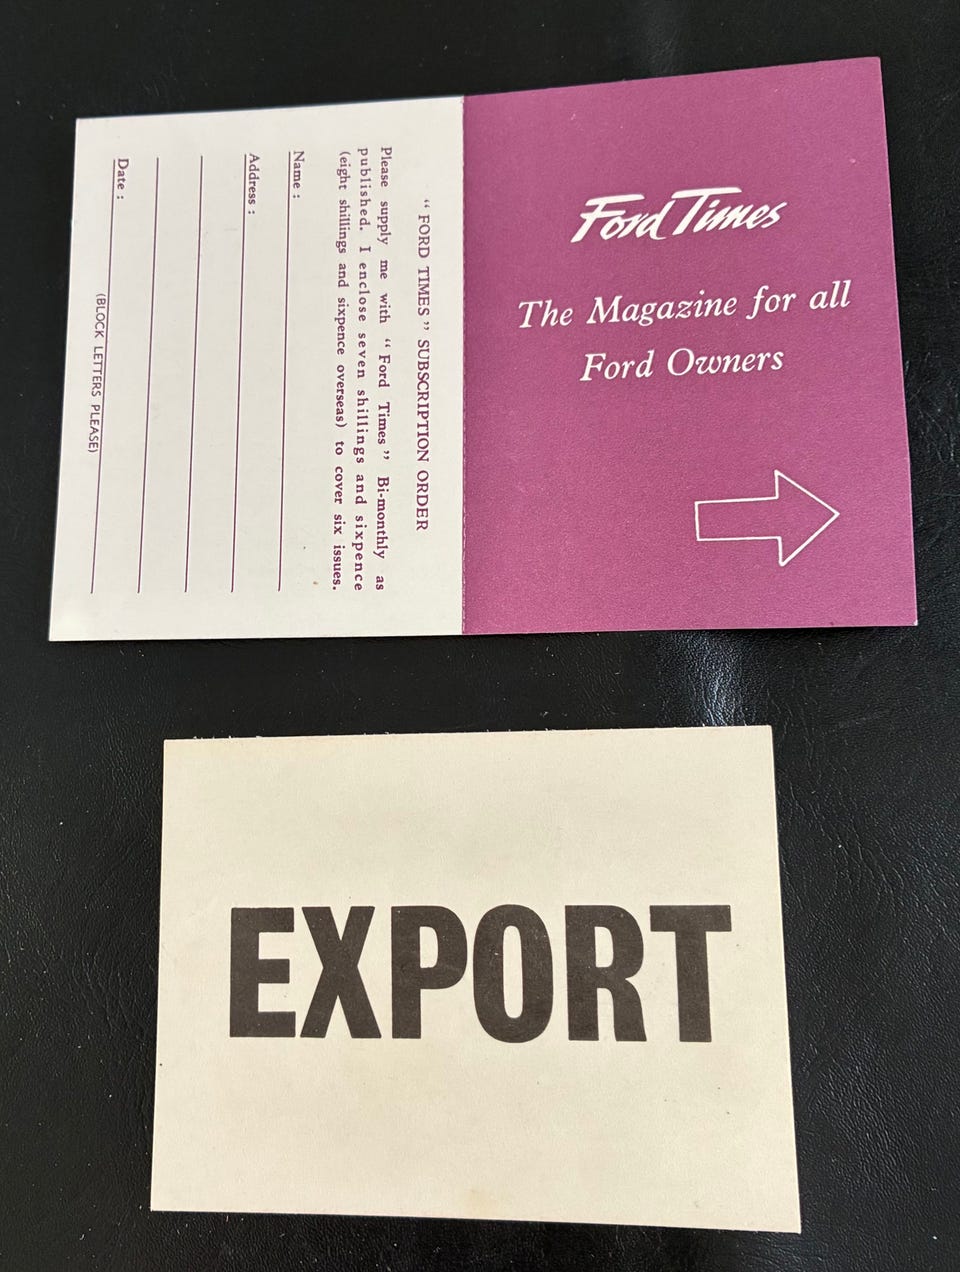 Ford Times
The Magazine for all
Ford Owners
" FORD TIMES " SUBSCRIPTION ORDER
Please supply me with " Ford Times " Bi-monthly as
published. I enclose seven shillings and sixpence
(eight shillings and sixpence overseas) to cover six issues.
Name :
Address :
Date :
(BLOCK LETTERS PLEASE)
EXPORT